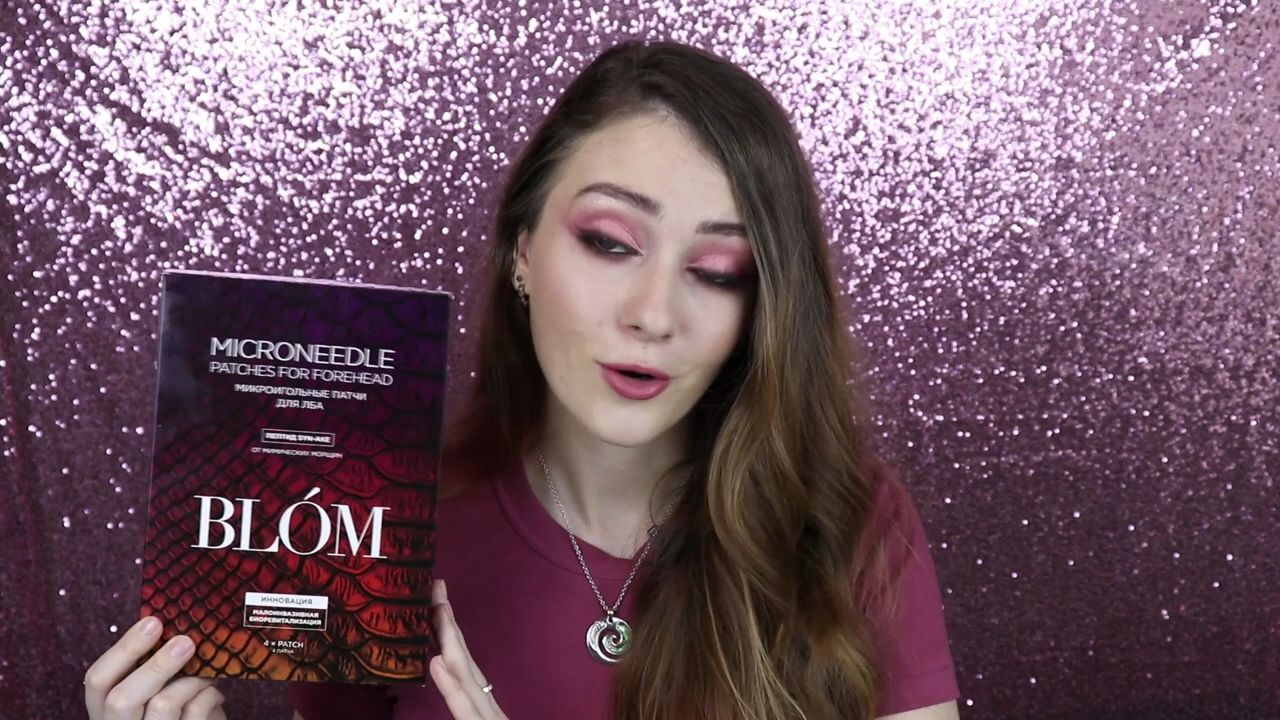 MICRONEEDLE
PATCHES FOR FOREHEAD
МИКРОИГОЛЬНЫЕ ПАТЧИ
ДЛЯ ЛБА
ПЕПТИД SYN-AKE
ОТ МИМИЧЕСКИХ МОРЩИН
BLÓM
ИННОВАЦИЯ
МАЛОИНВАЗИВНАЯ
БИОРЕВИТАЛИЗАЦИЯ
4 × PATCH
4 ПАТЧА